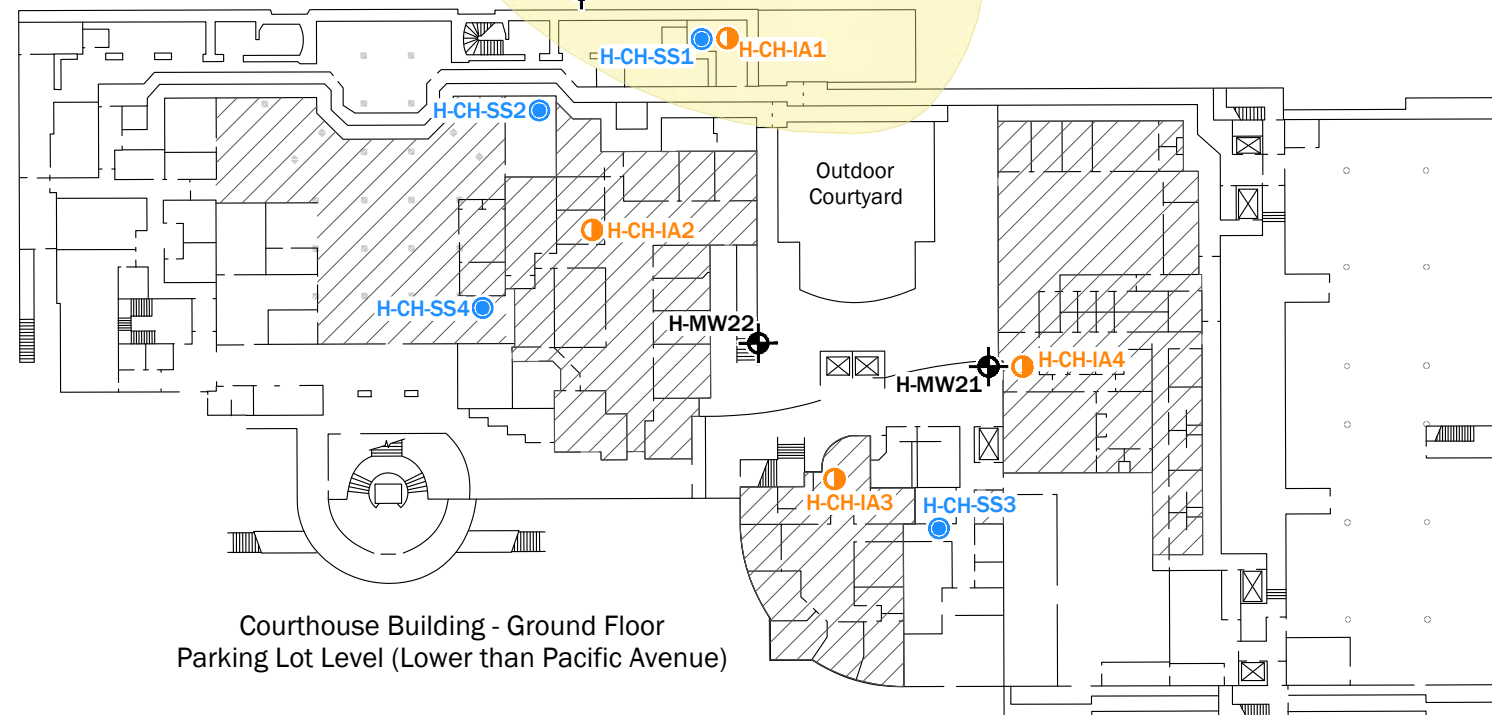 H-CH-SS1
H-CH-IA1
H-CH-SS2
Outdoor
Courtyard
H-CH-IA2
H-CH-SS4
H-MW22
H-CH-IA4
H-MW21
H-CH-IA3
H-CH-SS3
Courthouse Building - Ground Floor
Parking Lot Level (Lower than Pacific Avenue)